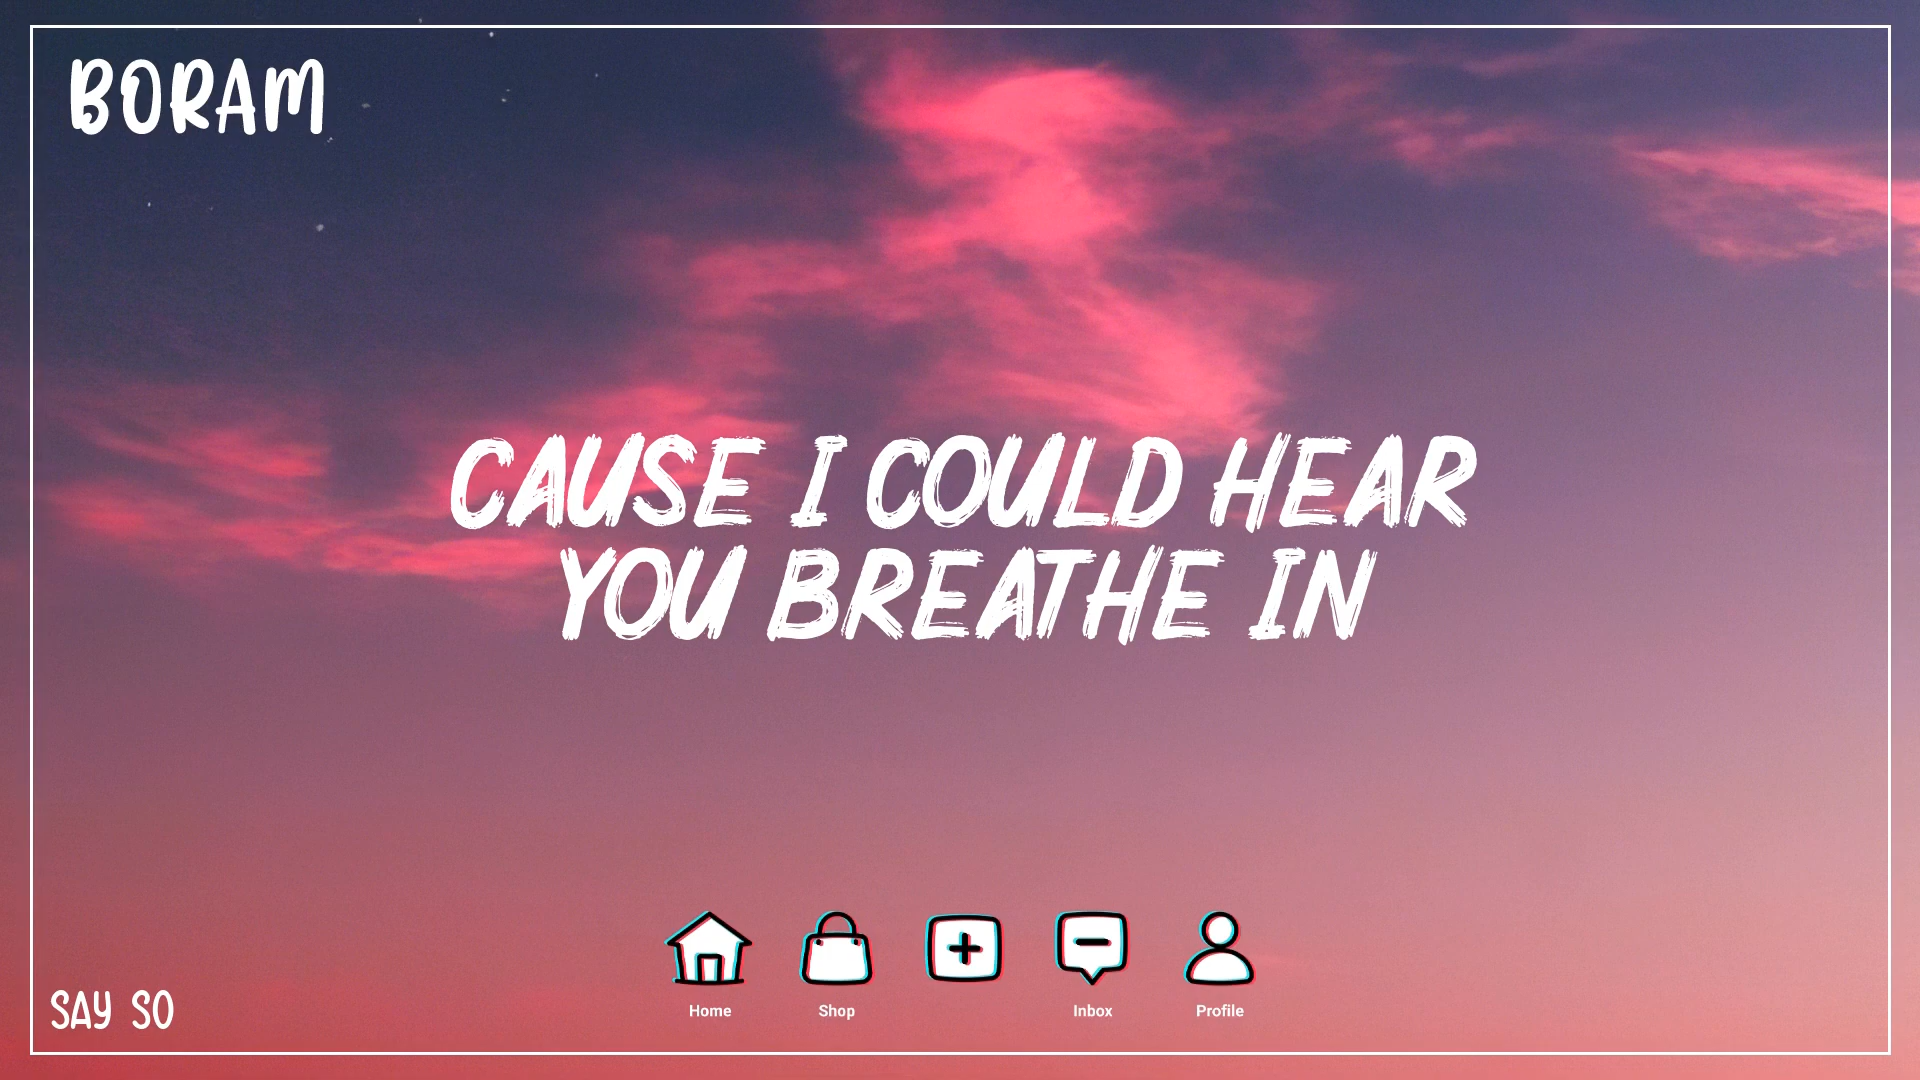 BORAM
CAUSE I COULD HEAR
YOU BREATHE IN
Home
Shop
Inbox
Profile
SAY SO